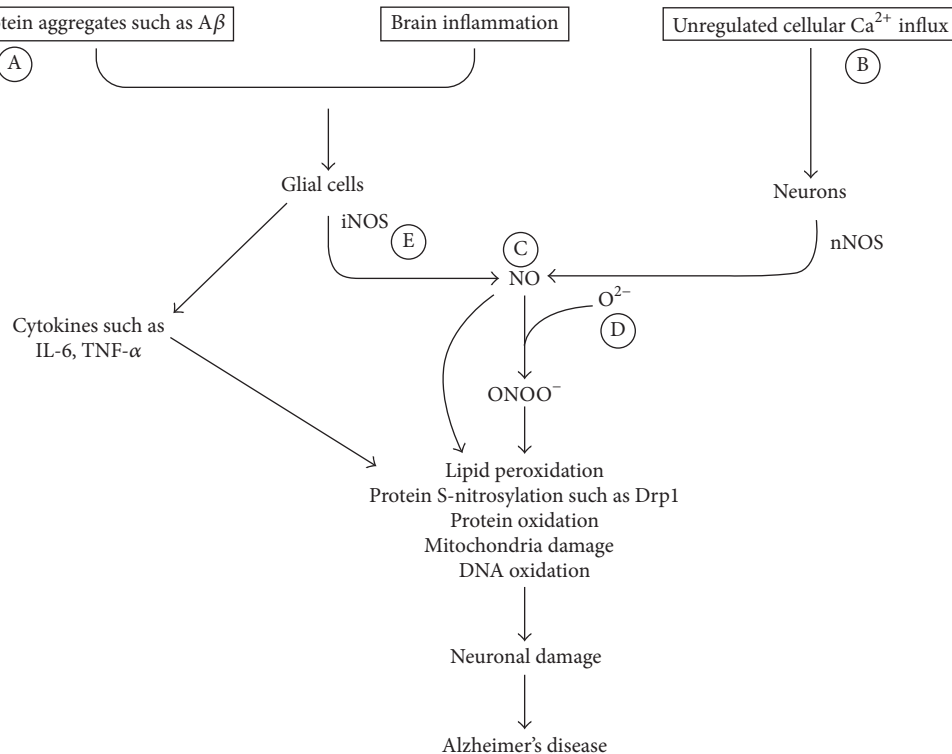 tein aggregates such as Aβ
Brain inflammation
Unregulated cellular Ca²⁺ influx
A
B
Glial cells
Neurons
iNOS
E
C
nNOS
NO
O²⁻
D
Cytokines such as
IL-6, TNF-α
ONOO⁻
Lipid peroxidation
Protein S-nitrosylation such as Drp1
Protein oxidation
Mitochondria damage
DNA oxidation
Neuronal damage
Alzheimer's disease